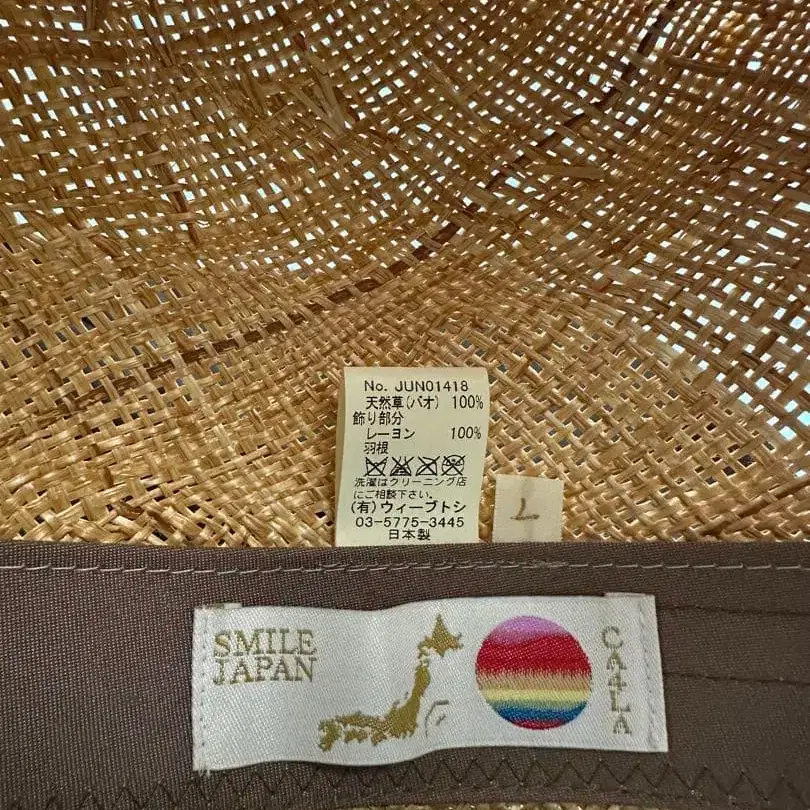 No. JUN01418
天然草(バオ) 100%
飾り部分
レーヨン 100%
羽根
洗濯はクリーニング店
にご相談下さい。
(有)ウィーブトシ
03-5775-3445
日本製
L
SMILE
JAPAN
CA4LA